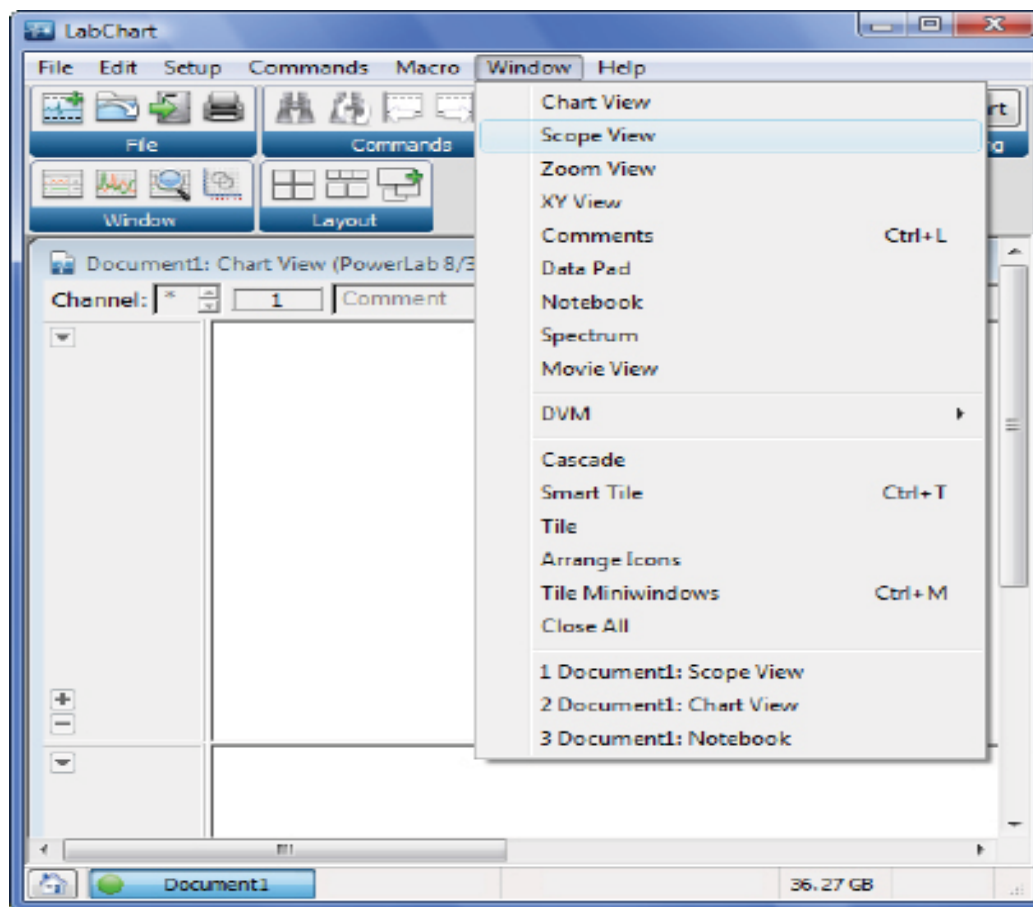 LabChart
File Edit Setup Commands Macro Window Help
File
Commands
Window
Layout
Document1: Chart View (PowerLab 8/3
Channel: * 1 Comment
Chart View
Scope View
Zoom View
XY View
Comments Ctrl+L
Data Pad
Notebook
Spectrum
Movie View
DVM
Cascade
Smart Tile Ctrl+T
Tile
Arrange Icons
Tile Miniwindows Ctrl+M
Close All
1 Document1: Scope View
2 Document1: Chart View
3 Document1: Notebook
Document1
36.27 GB